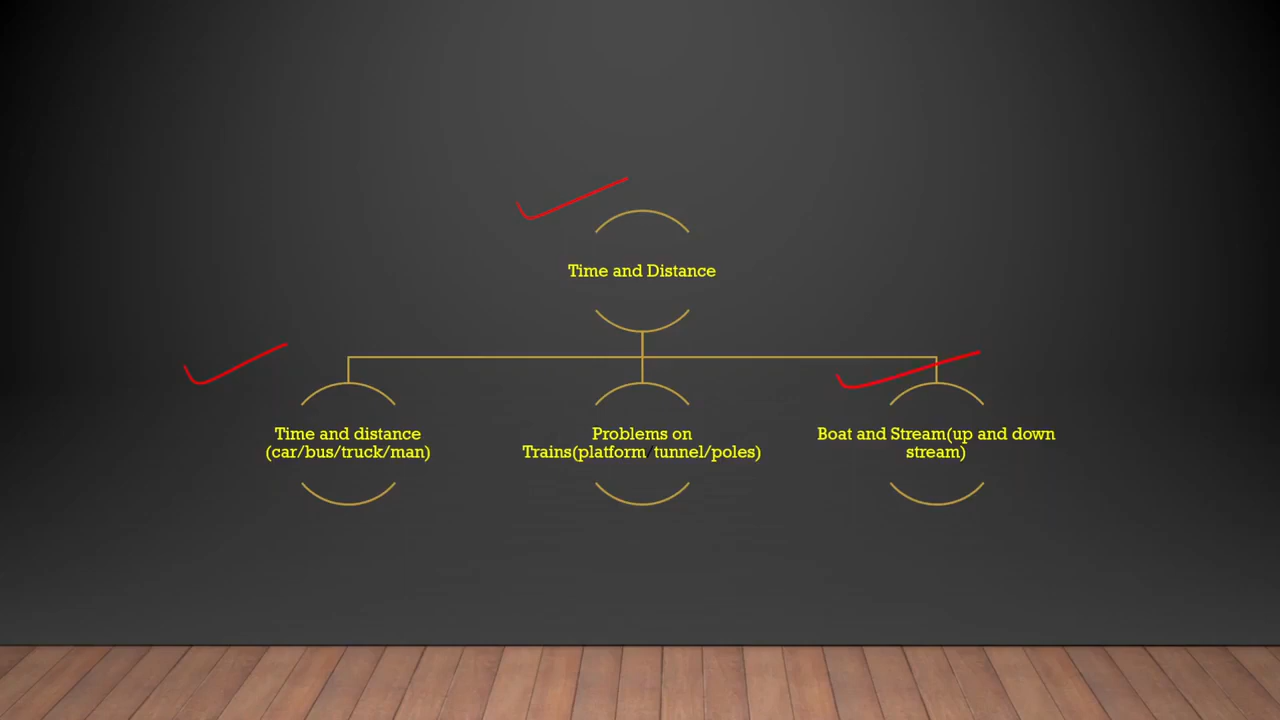 Time and Distance
Time and distance
(car/bus/truck/man)
Problems on
Trains(platform/tunnel/poles)
Boat and Stream(up and down
stream)